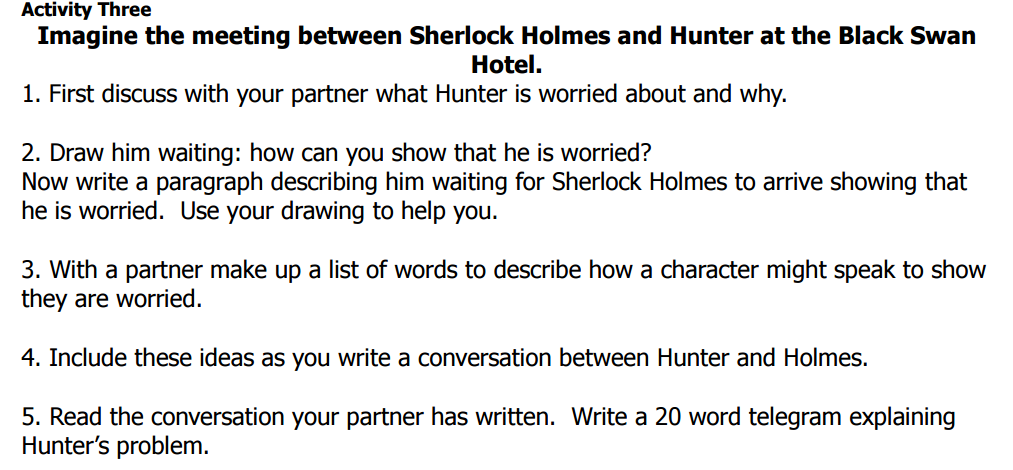 Activity Three
Imagine the meeting between Sherlock Holmes and Hunter at the Black Swan
Hotel.
1. First discuss with your partner what Hunter is worried about and why.
2. Draw him waiting: how can you show that he is worried?
Now write a paragraph describing him waiting for Sherlock Holmes to arrive showing that
he is worried.  Use your drawing to help you.
3. With a partner make up a list of words to describe how a character might speak to show
they are worried.
4. Include these ideas as you write a conversation between Hunter and Holmes.
5. Read the conversation your partner has written.  Write a 20 word telegram explaining
Hunter’s problem.